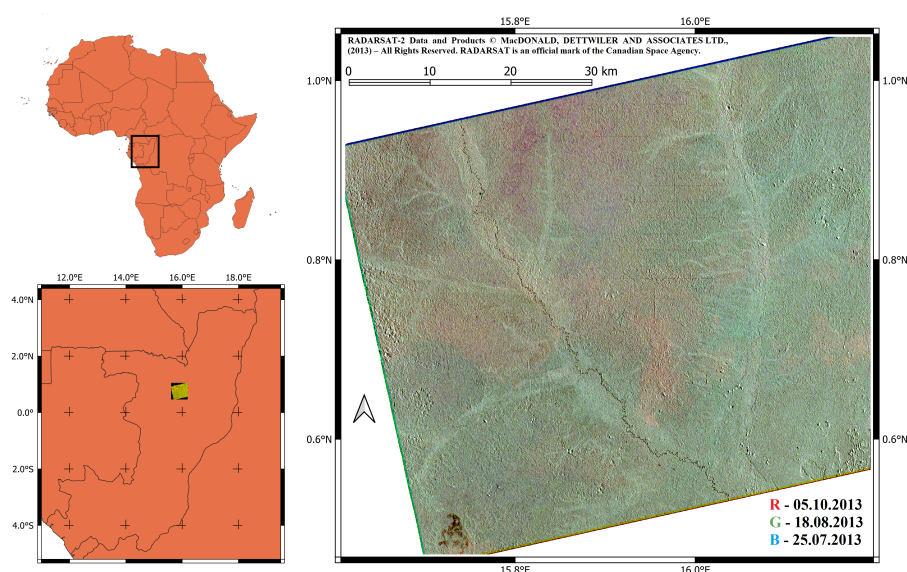 15.8°E 16.0°E
RADARSAT-2 Data and Products © MacDONALD, DETTWILER AND ASSOCIATES LTD.,
(2013) – All Rights Reserved. RADARSAT is an official mark of the Canadian Space Agency.
0 10 20 30 km
1.0°N 1.0°N
0.8°N 0.8°N
0.6°N 0.6°N
R - 05.10.2013
G - 18.08.2013
B - 25.07.2013
15.8°E 16.0°E
12.0°E 14.0°E 16.0°E 18.0°E
4.0°N
2.0°N
0.0°
2.0°S
4.0°S